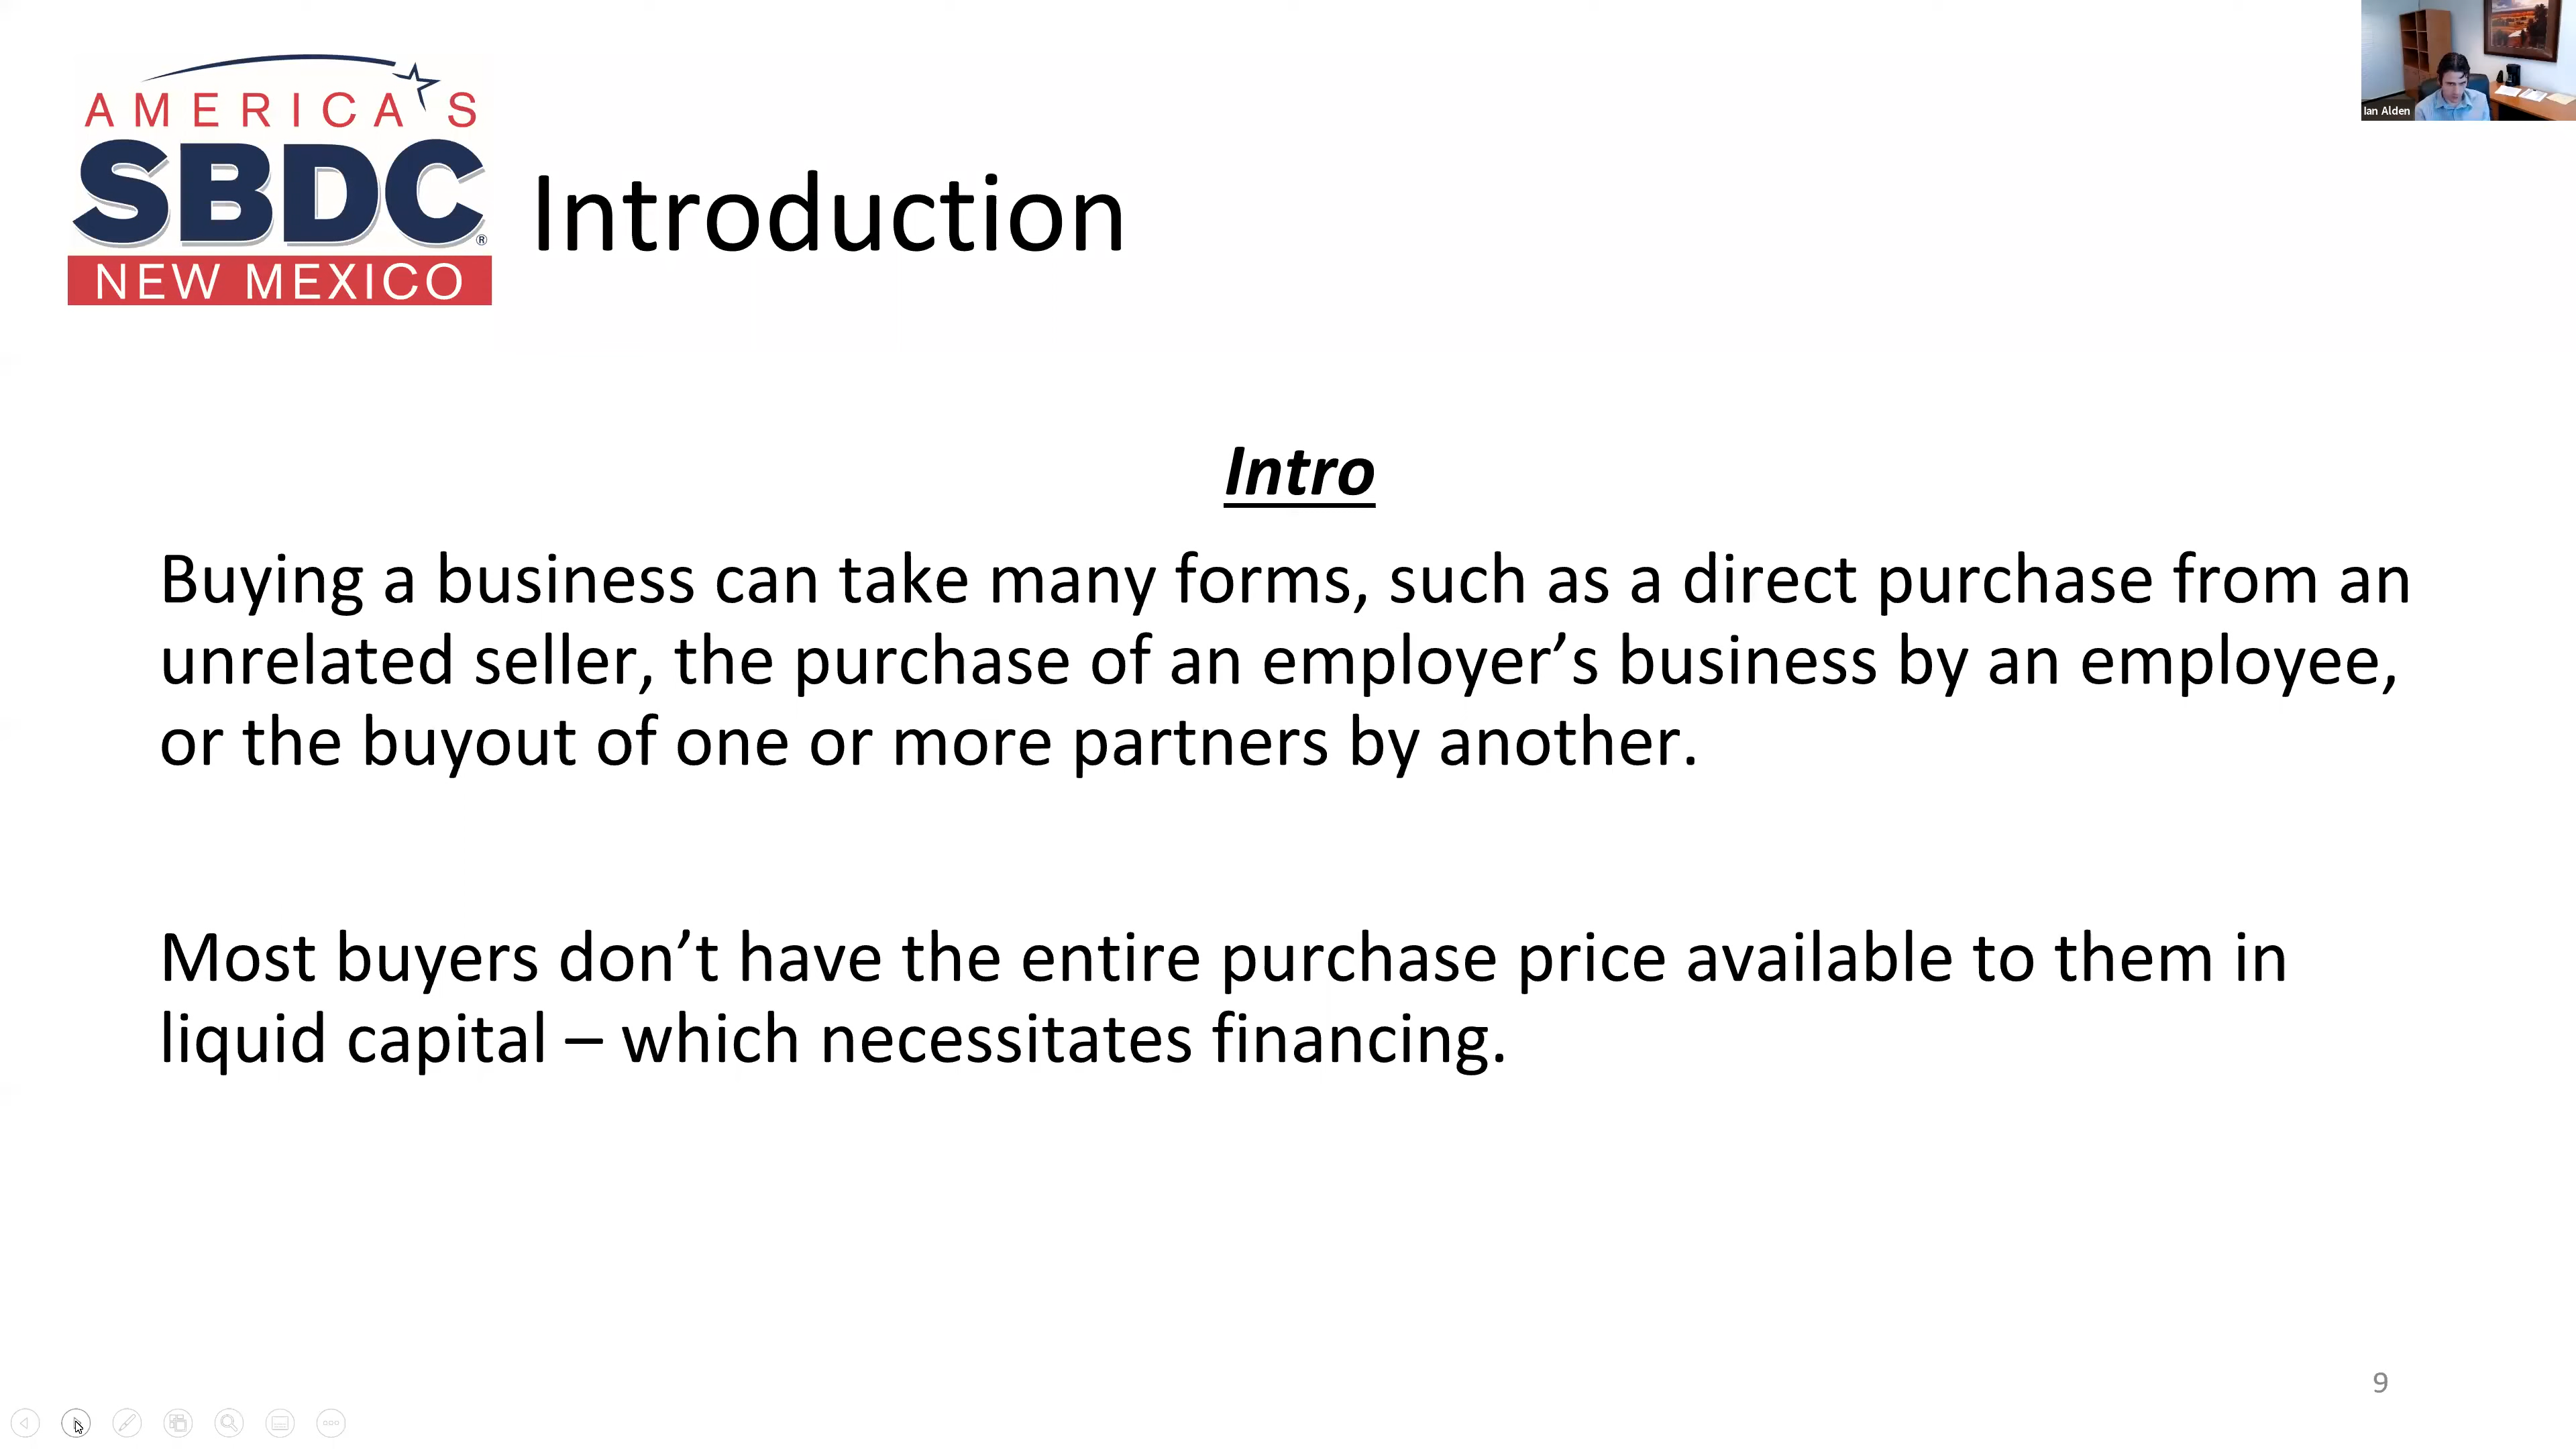 AMERICA'S
SBDC®
NEW MEXICO
Introduction
Ian Alden
Intro
Buying a business can take many forms, such as a direct purchase from an
unrelated seller, the purchase of an employer’s business by an employee,
or the buyout of one or more partners by another.
Most buyers don’t have the entire purchase price available to them in
liquid capital – which necessitates financing.
9